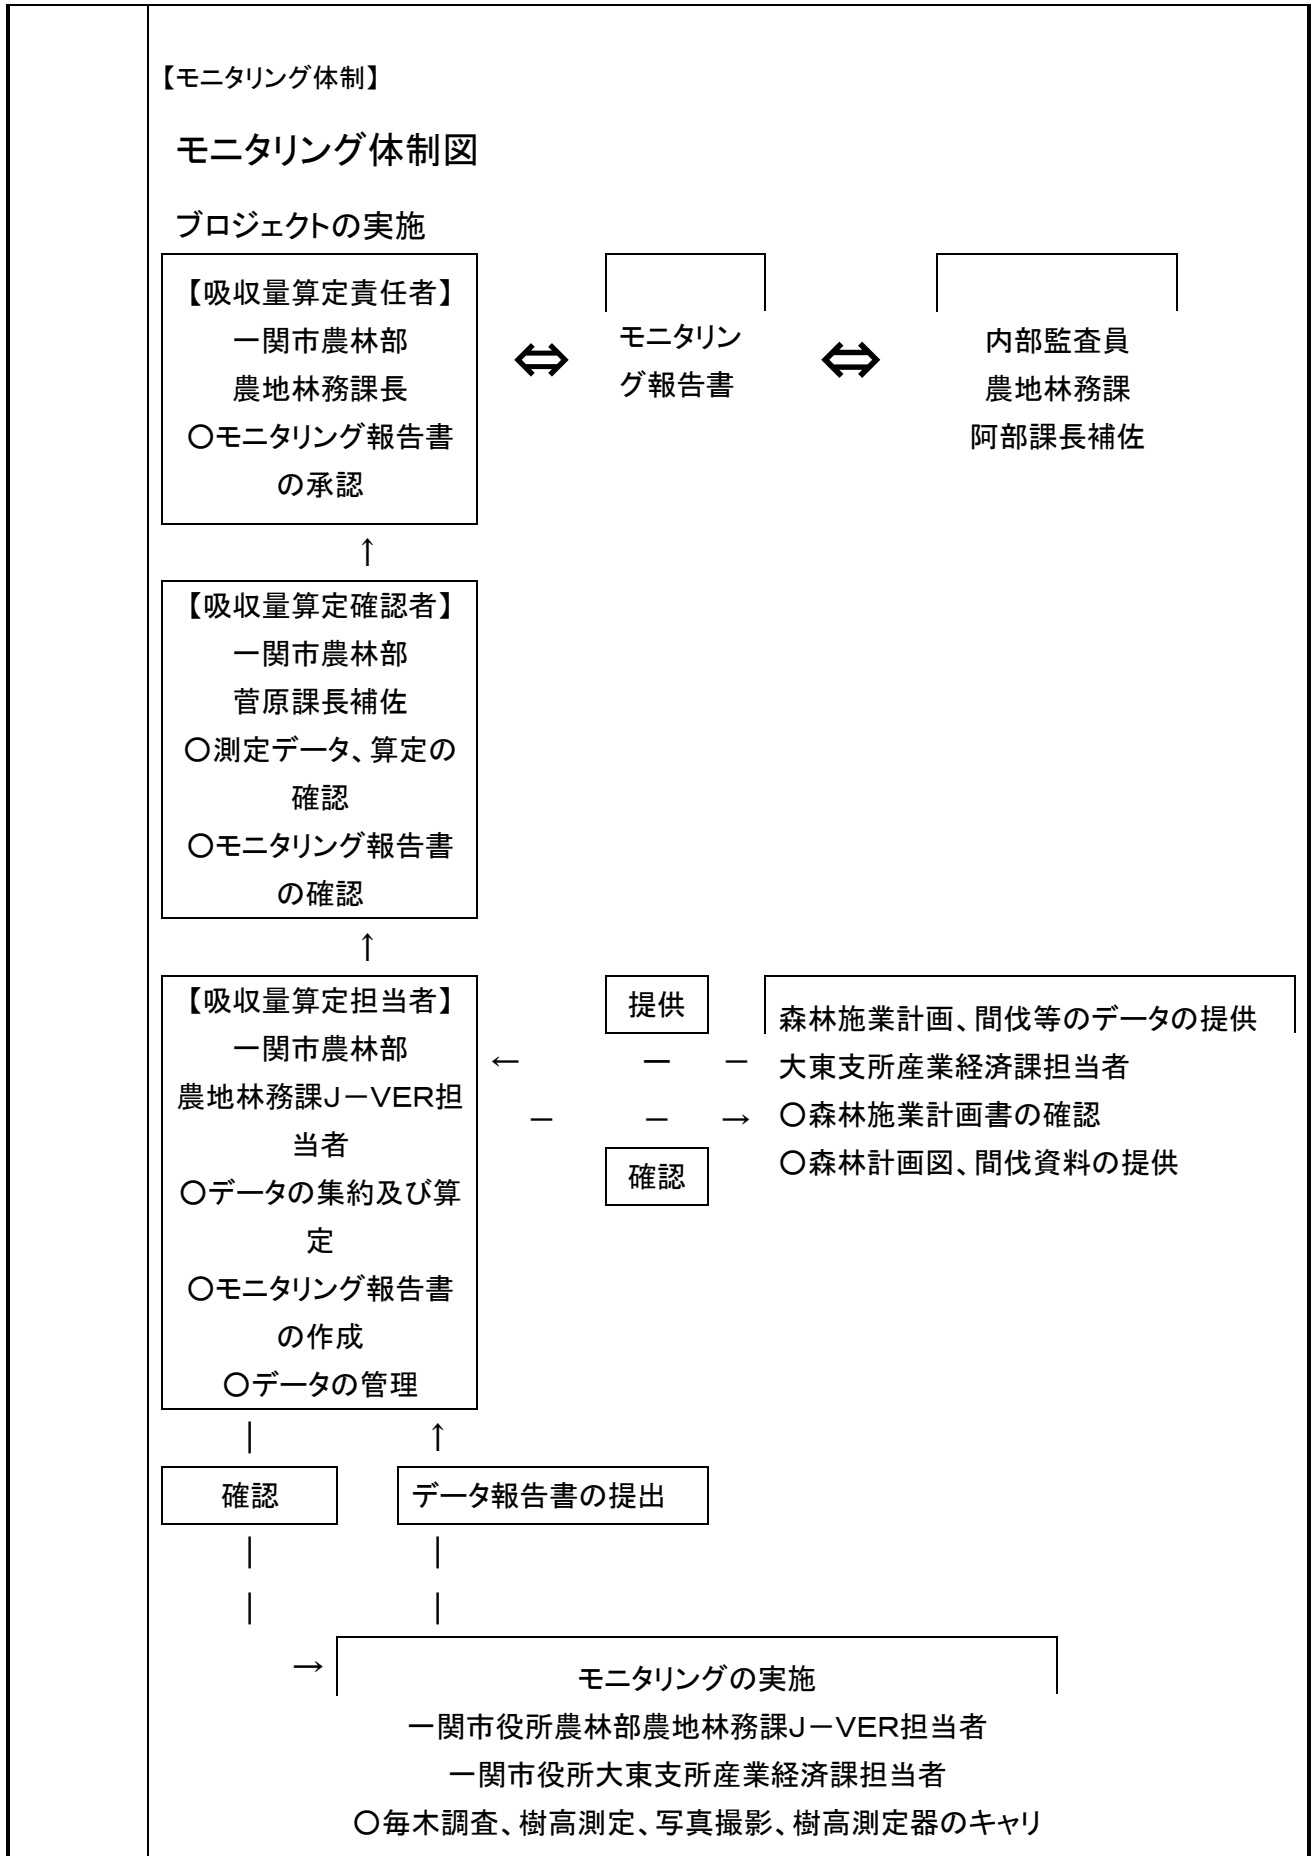 【モニタリング体制】
モニタリング体制図
ブロジェクトの実施
【吸収量算定責任者】
一関市農林部
農地林務課長
○モニタリング報告書
の承認
⇔
モニタリン
グ報告書
⇔
内部監査員
農地林務課
阿部課長補佐
↑
【吸収量算定確認者】
一関市農林部
菅原課長補佐
○測定データ、算定の
確認
○モニタリング報告書
の確認
↑
【吸収量算定担当者】
一関市農林部
農地林務課J－VER担
当者
○データの集約及び算
定
○モニタリング報告書
の作成
○データの管理
提供
← － －
－ － →
確認
森林施業計画、間伐等のデータの提供
大東支所産業経済課担当者
○森林施業計画書の確認
○森林計画図、間伐資料の提供
｜ ↑
確認
データ報告書の提出
｜ ｜
｜ ｜
→
モニタリングの実施
一関市役所農林部農地林務課J－VER担当者
一関市役所大東支所産業経済課担当者
○毎木調査、樹高測定、写真撮影、樹高測定器のキャリ